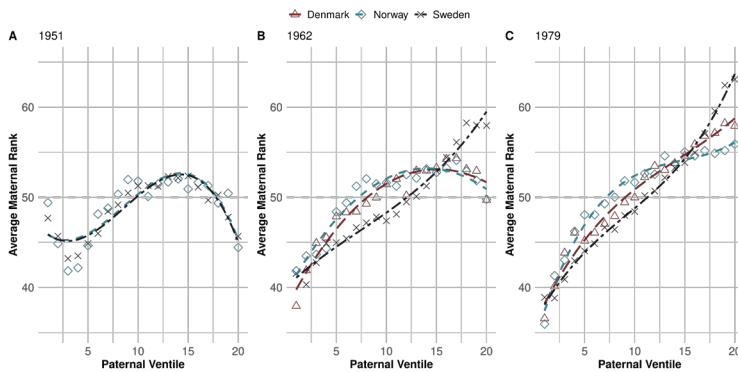 Denmark Norway Sweden
A 1951
B 1962
C 1979
Average Maternal Rank
60
50
40
5 10 15 20
Paternal Ventile
Average Maternal Rank
60
50
40
5 10 15 20
Paternal Ventile
Average Maternal Rank
60
50
40
5 10 15 20
Paternal Ventile